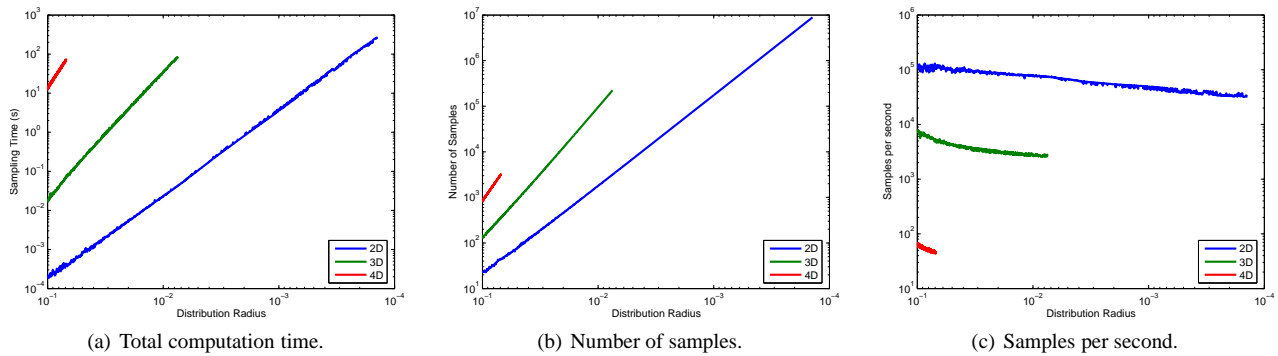 10^3
10^2
10^1
10^0
10^−1
10^−2
10^−3
10^−4
Sampling Time (s)
10^−1
10^−2
10^−3
10^−4
Distribution Radius
2D
3D
4D
(a) Total computation time.
10^7
10^6
10^5
10^4
10^3
10^2
10^1
Number of Samples
10^−1
10^−2
10^−3
10^−4
Distribution Radius
2D
3D
4D
(b) Number of samples.
10^6
10^5
10^4
10^3
10^2
10^1
Samples per second
10^−1
10^−2
10^−3
10^−4
Distribution Radius
2D
3D
4D
(c) Samples per second.